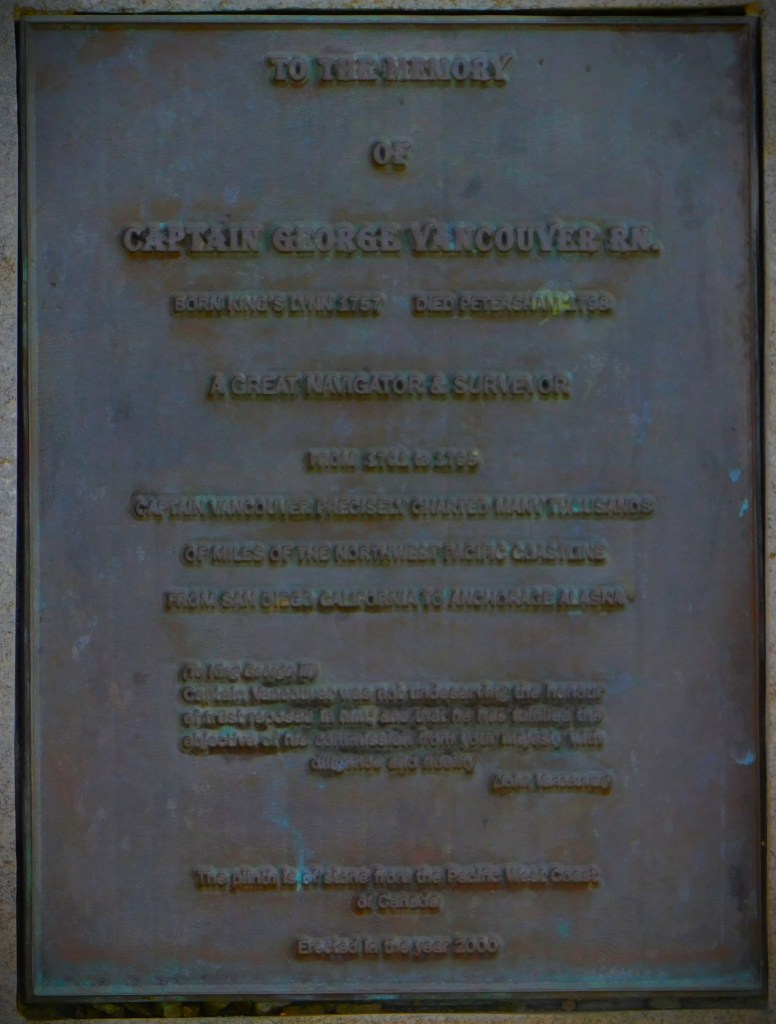 TO THE MEMORY
OF
CAPTAIN GEORGE VANCOUVER RN.
BORN KING'S LYNN 1757 DIED PETERSHAM 1798
A GREAT NAVIGATOR & SURVEYOR
FROM to
CAPTAIN VANCOUVER PRECISELY CHARTED MANY THOUSANDS
OF MILES OF THE NORTHWEST PACIFIC COASTLINE
FROM SAN DIEGO CALIFORNIA TO ANCHORAGE ALASKA
(To King George III)
Captain Vancouver was not undeserving the honour
of trust reposed in him, and that he has fulfilled the
objective of his commission from your majesty with
diligence and fidelity
(John Vancouver)
The plinth is of stone from the Pacific West Coast
of Canada
Erected in the year 2000